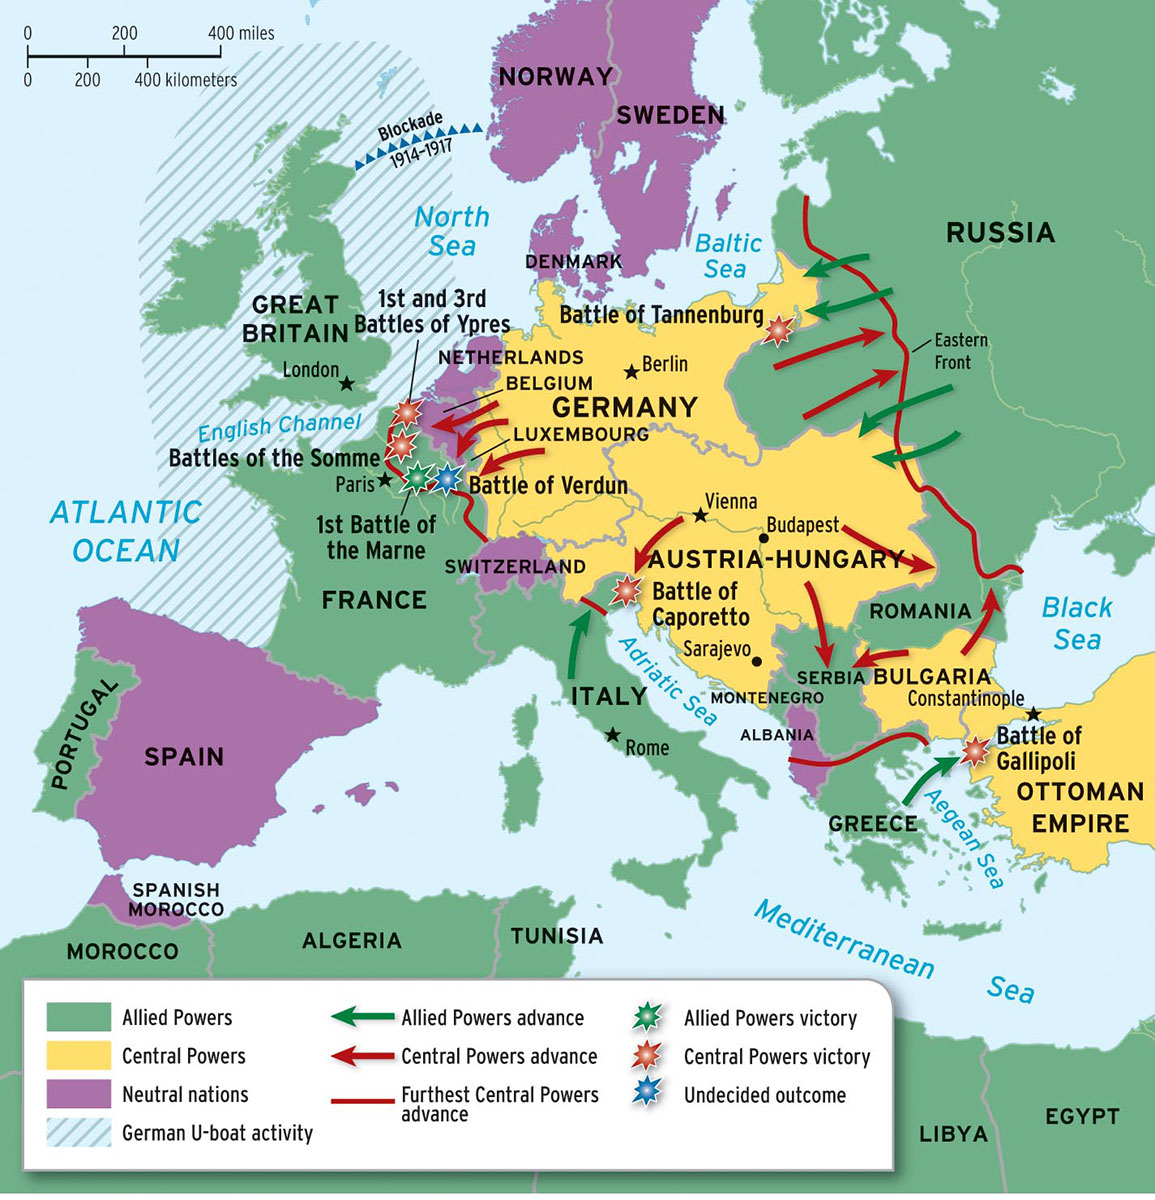 0 200 400 miles
0 200 400 kilometers
NORWAY
SWEDEN
Blockade
1914–1917
North
Sea
Baltic
Sea
RUSSIA
DENMARK
GREAT
BRITAIN
London
1st and 3rd
Battles of Ypres
Battle of Tannenburg
Eastern
Front
NETHERLANDS
BELGIUM
Berlin
GERMANY
English Channel
LUXEMBOURG
Battles of the Somme
Paris
Battle of Verdun
1st Battle of
the Marne
ATLANTIC
OCEAN
Vienna
Budapest
AUSTRIA-HUNGARY
SWITZERLAND
FRANCE
Battle of
Caporetto
ROMANIA
Black
Sea
Sarajevo
Adriatic Sea
SERBIA
BULGARIA
ITALY
MONTENEGRO
Constantinople
PORTUGAL
SPAIN
Rome
ALBANIA
Battle of
Gallipoli
OTTOMAN
EMPIRE
GREECE
Aegean Sea
SPANISH
MOROCCO
MOROCCO
ALGERIA
TUNISIA
Mediterranean Sea
Allied Powers
Central Powers
Neutral nations
German U-boat activity
Allied Powers advance
Central Powers advance
Furthest Central Powers
advance
Allied Powers victory
Central Powers victory
Undecided outcome
LIBYA
EGYPT